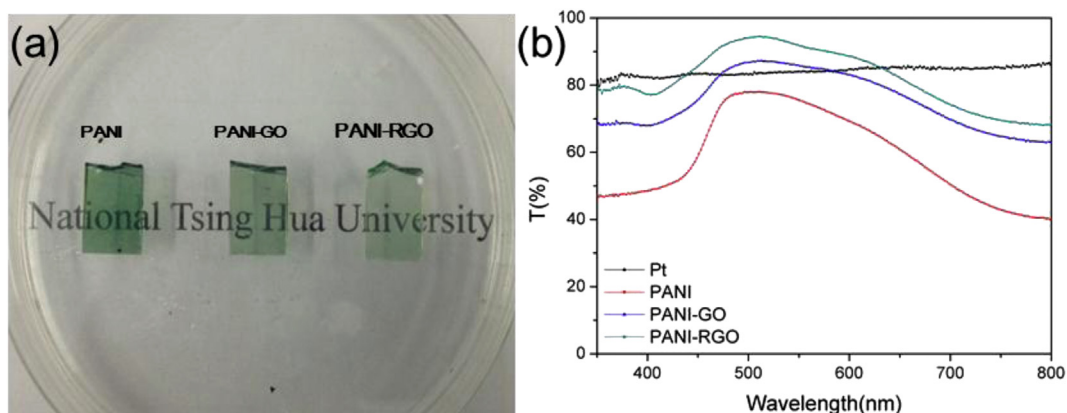 (a)
PANI
PANI-GO
PANI-RGO
National Tsing Hua University
(b)
100
80
60
40
20
0
T(%)
Pt
PANI
PANI-GO
PANI-RGO
400
500
600
700
800
Wavelength(nm)